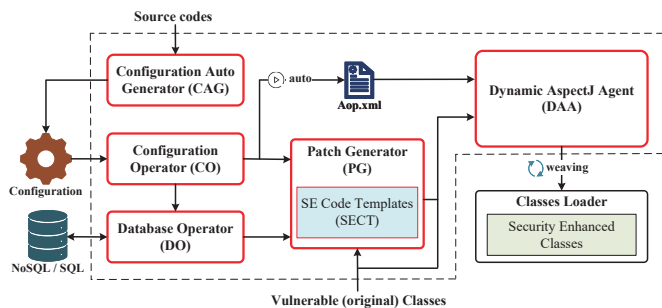 Source codes
Configuration Auto
Generator (CAG)
auto
Aop.xml
Dynamic AspectJ Agent
(DAA)
Configuration
Configuration
Operator (CO)
Patch Generator
(PG)
SE Code Templates
(SECT)
weaving
Classes Loader
Security Enhanced
Classes
Database Operator
(DO)
NoSQL / SQL
Vulnerable (original) Classes